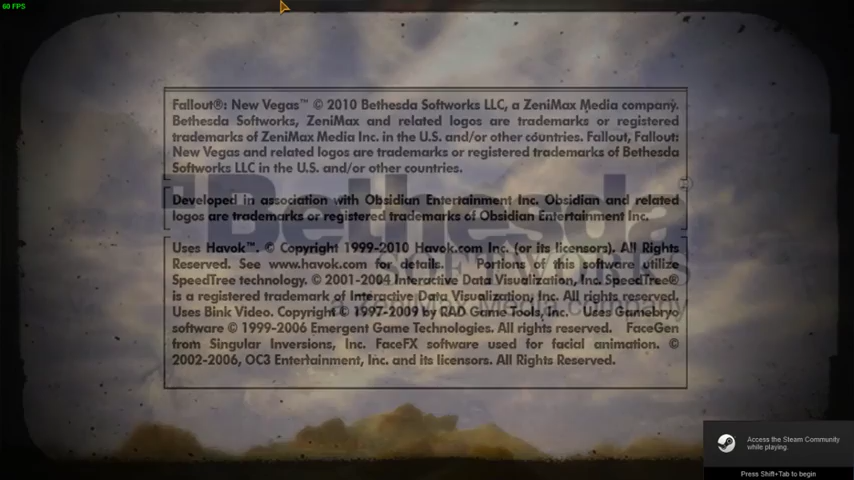 60 FPS
Fallout®: New Vegas™ © 2010 Bethesda Softworks LLC, a ZeniMax Media company.
Bethesda Softworks, ZeniMax and related logos are trademarks or registered
trademarks of ZeniMax Media Inc. in the U.S. and/or other countries. Fallout, Fallout:
New Vegas and related logos are trademarks or registered trademarks of Bethesda
Softworks LLC in the U.S. and/or other countries.
Bethesda
Developed in association with Obsidian Entertainment Inc. Obsidian and related
logos are trademarks or registered trademarks of Obsidian Entertainment Inc.
Uses Havok™. © Copyright 1999-2010 Havok.com Inc. (or its licensors). All Rights
Reserved. See www.havok.com for details. Portions of this software utilize
SpeedTree technology. © 2001-2004 Interactive Data Visualization, Inc. SpeedTree®
is a registered trademark of Interactive Data Visualization, Inc. All rights reserved.
a ZeniMax Media company
Uses Bink Video. Copyright © 1997-2009 by RAD Game Tools, Inc. Uses Gamebryo
software © 1999-2006 Emergent Game Technologies. All rights reserved. FaceGen
from Singular Inversions, Inc. FaceFX software used for facial animation. ©
2002-2006, OC3 Entertainment, Inc. and its licensors. All Rights Reserved.
Access the Steam Community
while playing.
Press Shift+Tab to begin